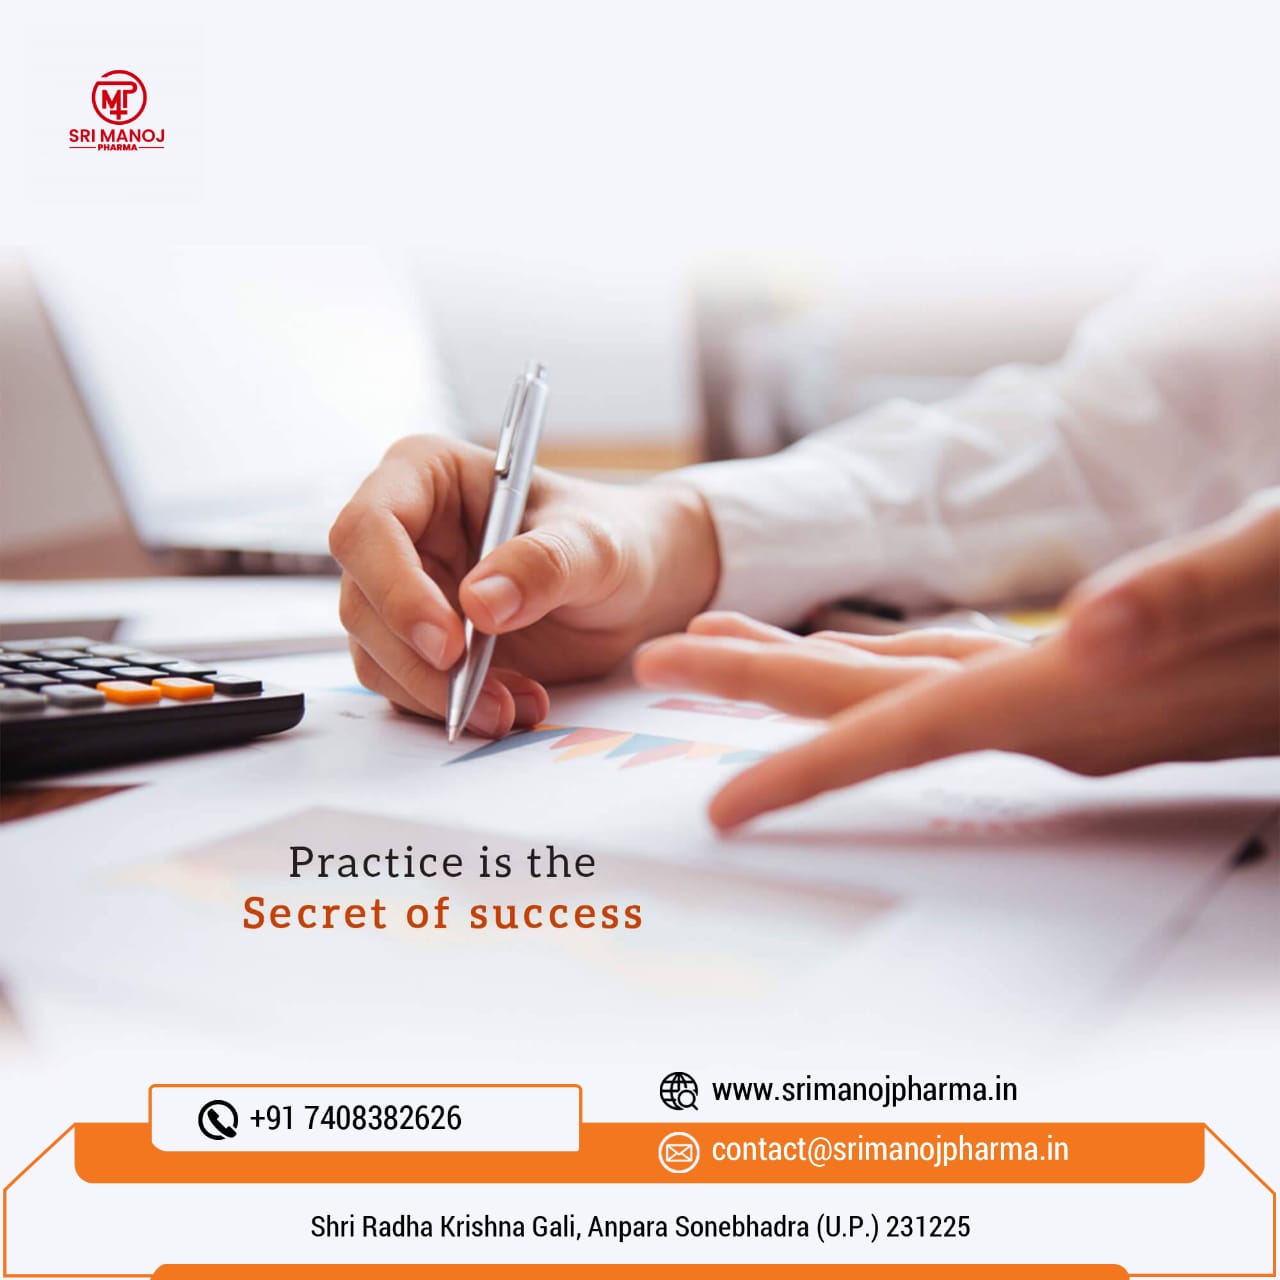 MP
SRI MANOJ
PHARMA
Practice is the
Secret of success
+91 7408382626
www.srimanojpharma.in
contact@srimanojpharma.in
Shri Radha Krishna Gali, Anpara Sonebhadra (U.P.) 231225